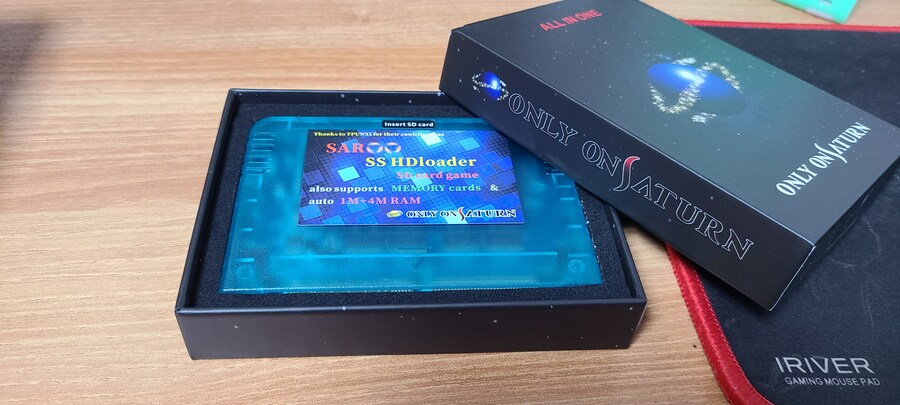 ALL IN ONE
ONLY ON SATURN
ONLY ON SATURN
Insert SD card
Thanks to TPUNXI for their contributions
SAROO
SS HDloader
SD card game
also supports MEMORY cards &
auto 1M+4M RAM
ONLY ON SATURN
IRIVER
GAMING MOUSE PAD